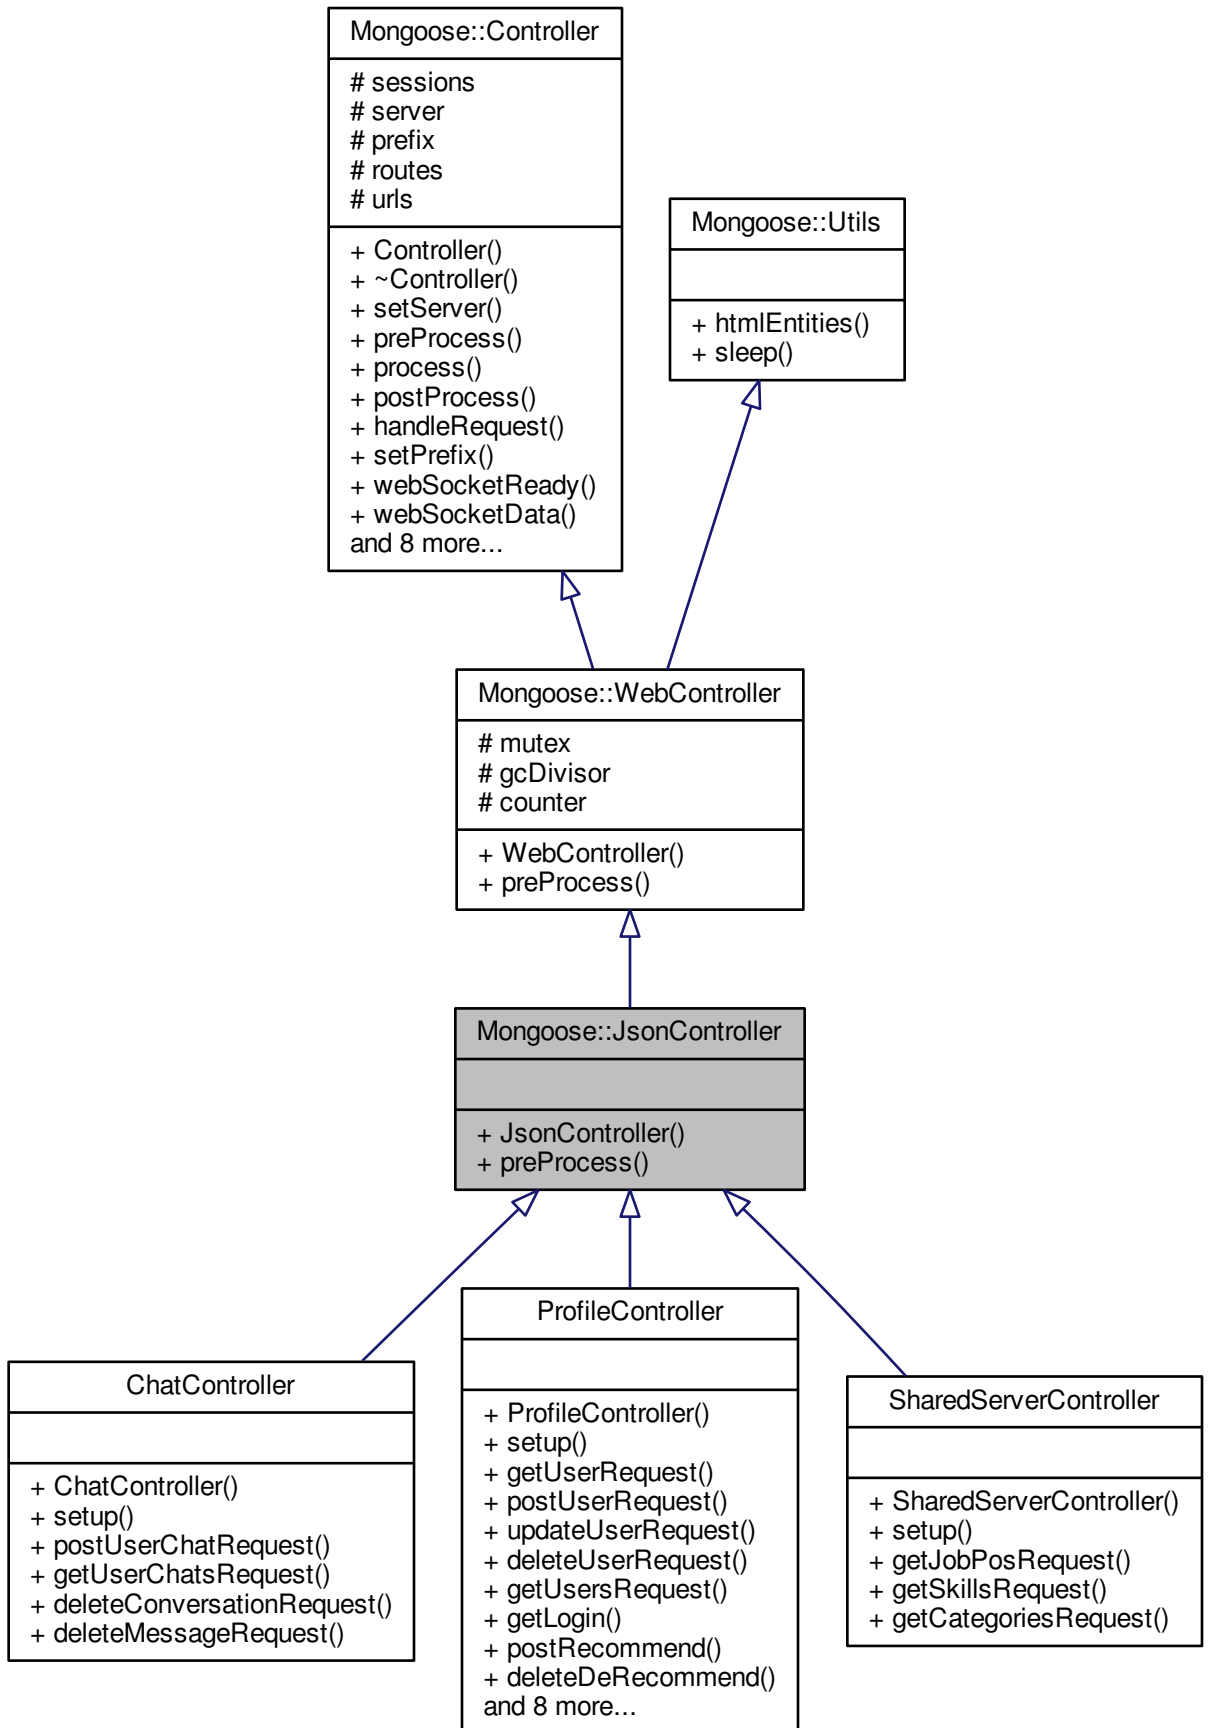 Mongoose::Controller
# sessions
# server
# prefix
# routes
# urls
+ Controller()
+ ~Controller()
+ setServer()
+ preProcess()
+ process()
+ postProcess()
+ handleRequest()
+ setPrefix()
+ webSocketReady()
+ webSocketData()
and 8 more...
Mongoose::Utils
+ htmlEntities()
+ sleep()
Mongoose::WebController
# mutex
# gcDivisor
# counter
+ WebController()
+ preProcess()
Mongoose::JsonController
+ JsonController()
+ preProcess()
ChatController
+ ChatController()
+ setup()
+ postUserChatRequest()
+ getUserChatsRequest()
+ deleteConversationRequest()
+ deleteMessageRequest()
ProfileController
+ ProfileController()
+ setup()
+ getUserRequest()
+ postUserRequest()
+ updateUserRequest()
+ deleteUserRequest()
+ getUsersRequest()
+ getLogin()
+ postRecommend()
+ deleteDeRecommend()
and 8 more...
SharedServerController
+ SharedServerController()
+ setup()
+ getJobPosRequest()
+ getSkillsRequest()
+ getCategoriesRequest()